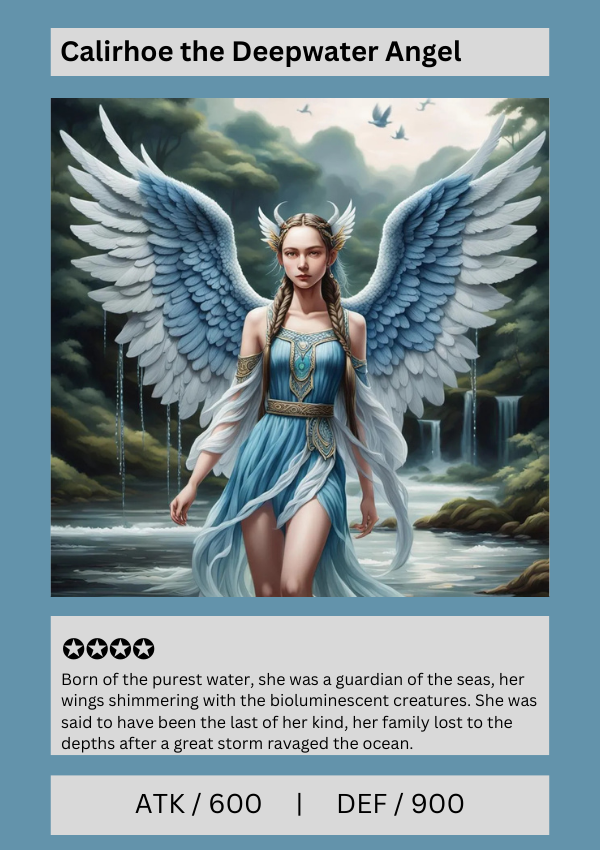 Calirhoe the Deepwater Angel
✪✪✪✪
Born of the purest water, she was a guardian of the seas, her
wings shimmering with the bioluminescent creatures. She was
said to have been the last of her kind, her family lost to the
depths after a great storm ravaged the ocean.
ATK / 600 | DEF / 900